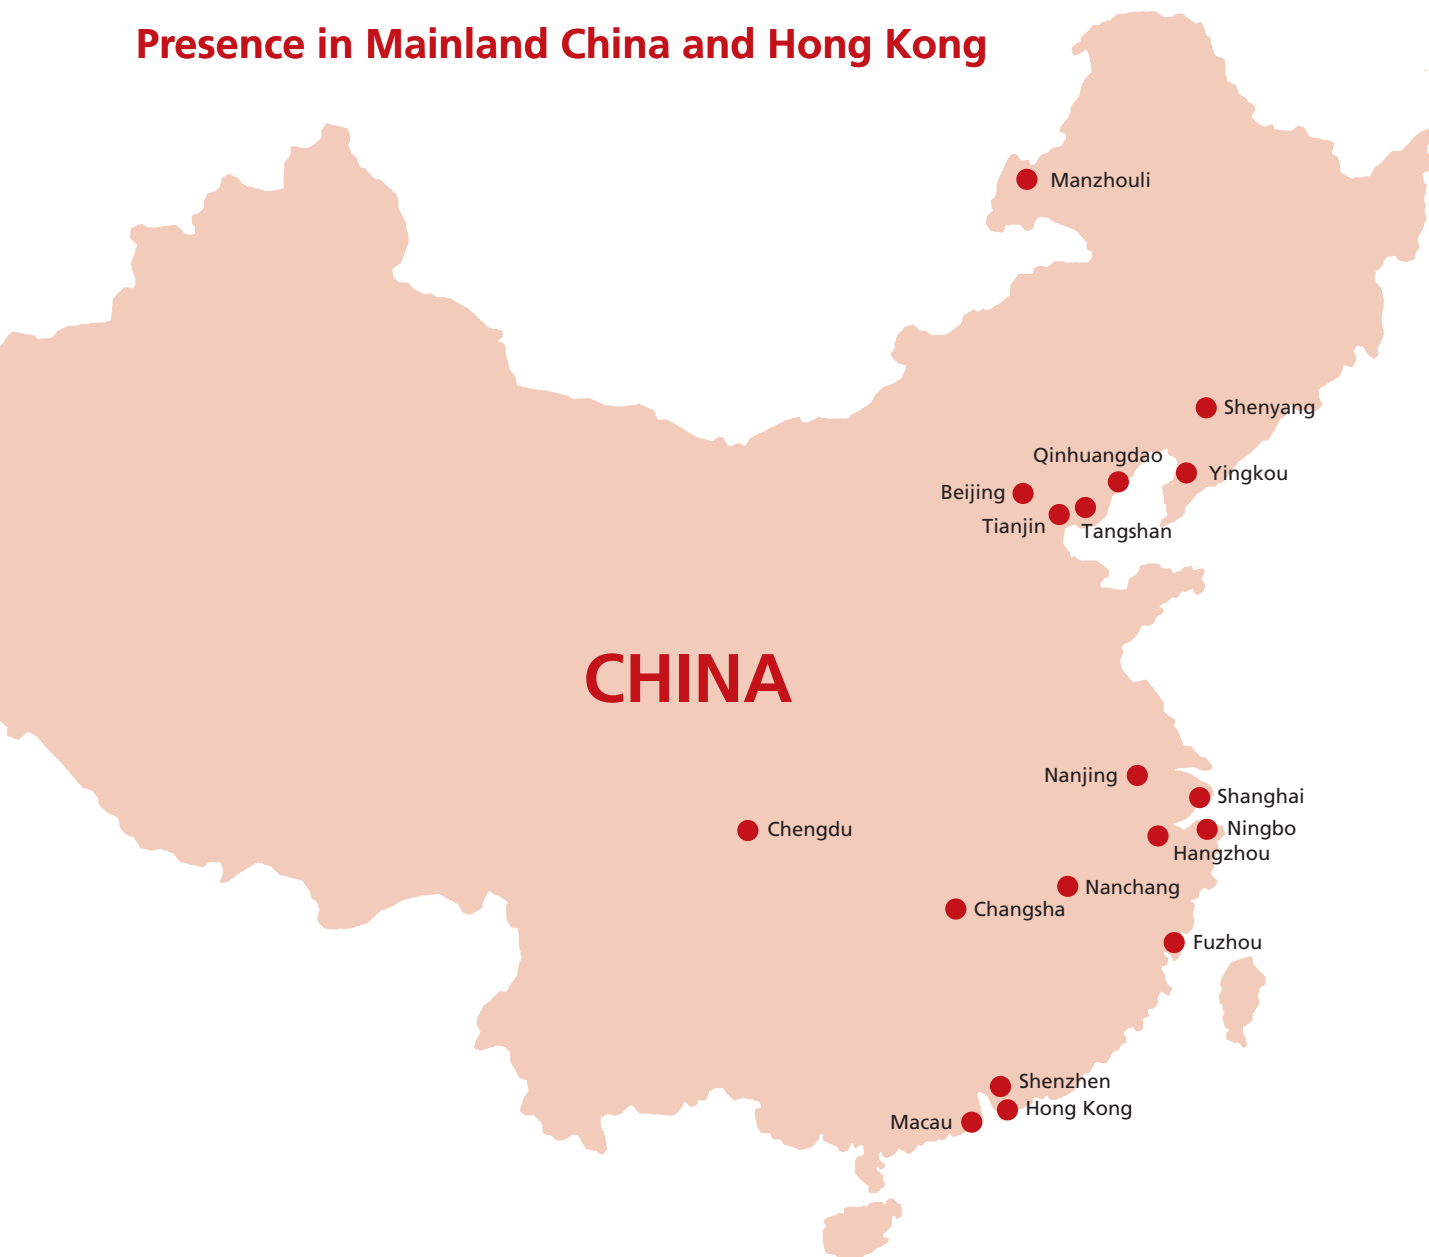 Presence in Mainland China and Hong Kong
Manzhouli
Shenyang
Qinhuangdao
Yingkou
Beijing
Tianjin
Tangshan
CHINA
Nanjing
Shanghai
Chengdu
Ningbo
Hangzhou
Nanchang
Changsha
Fuzhou
Shenzhen
Hong Kong
Macau